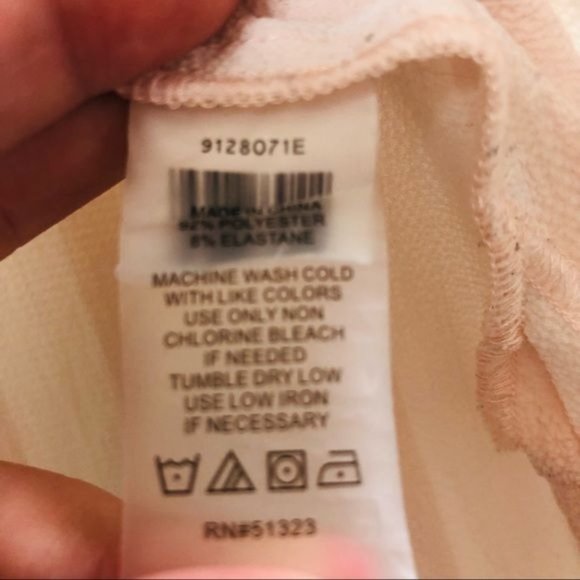 9128071E
MADE IN CHINA
92% POLYESTER
8% ELASTANE
MACHINE WASH COLD
WITH LIKE COLORS
USE ONLY NON
CHLORINE BLEACH
IF NEEDED
TUMBLE DRY LOW
USE LOW IRON
IF NECESSARY
RN#51323